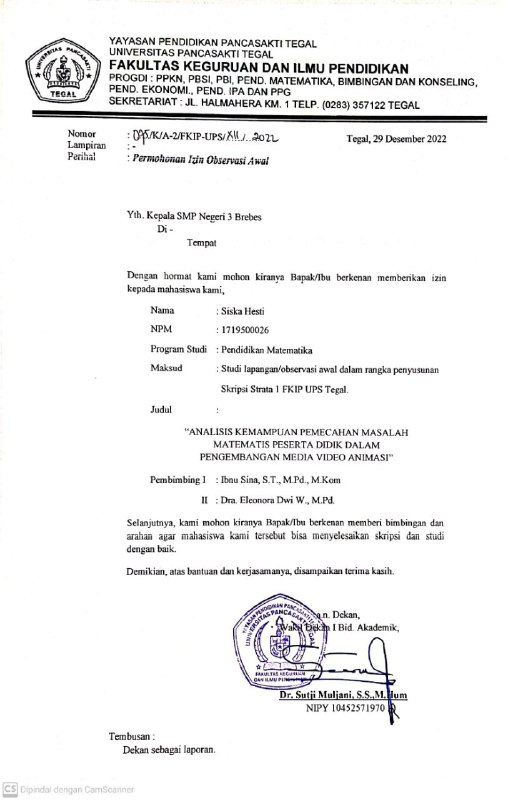 YAYASAN PENDIDIKAN PANCASAKTI TEGAL
UNIVERSITAS PANCASAKTI TEGAL
FAKULTAS KEGURUAN DAN ILMU PENDIDIKAN
PROGDI : PPKN, PBSI, PBI, PEND. MATEMATIKA, BIMBINGAN DAN KONSELING,
PEND. EKONOMI., PEND. IPA DAN PPG
SEKRETARIAT : JL. HALMAHERA KM. 1 TELP. (0283) 357122 TEGAL
UNIVERSITAS PANCASAKTI
TEGAL
Nomor : /K/A-2/FKIP-UPS/XII/2022 Tegal, 29 Desember 2022
Lampiran : -
Perihal : Permohonan Izin Observasi Awal
Yth. Kepala SMP Negeri 3 Brebes
Di -
Tempat
Dengan hormat kami mohon kiranya Bapak/Ibu berkenan memberikan izin
kepada mahasiswa kami,
Nama : Siska Hesti
NPM : 1719500026
Program Studi : Pendidikan Matematika
Maksud : Studi lapangan/observasi awal dalam rangka penyusunan
Skripsi Strata 1 FKIP UPS Tegal.
Judul :
"ANALISIS KEMAMPUAN PEMECAHAN MASALAH
MATEMATIS PESERTA DIDIK DALAM
PENGEMBANGAN MEDIA VIDEO ANIMASI"
Pembimbing I : Ibnu Sina, S.T., M.Pd., M.Kom
II : Dra. Eleonora Dwi W., M.Pd.
Selanjutnya, kami mohon kiranya Bapak/Ibu berkenan memberi bimbingan dan
arahan agar mahasiswa kami tersebut bisa menyelesaikan skripsi dan studi
dengan baik.
Demikian, atas bantuan dan kerjasamanya, disampaikan terima kasih.
a.n. Dekan,
Wakil Dekan I Bid. Akademik,
YAYASAN PENDIDIKAN PANCASAKTI TEGAL
UNIVERSITAS PANCASAKTI TEGAL
FAKULTAS KEGURUAN
DAN ILMU PENDIDIKAN
Dr. Sutji Muljani, S.S.,M.Hum
NIPY 10452571970
Tembusan :
Dekan sebagai laporan.
CS Dipindai dengan CamScanner